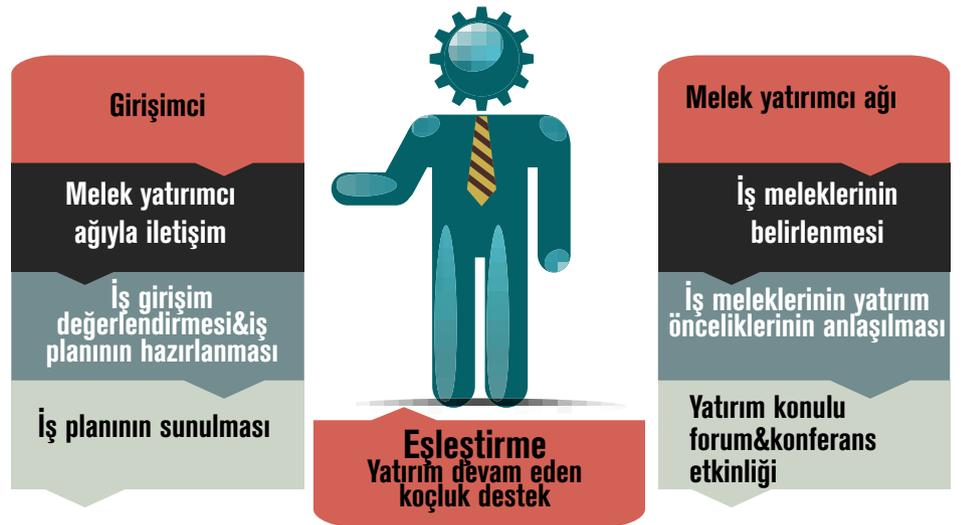 Girişimci
Melek yatırımcı
ağıyla iletişim
İş girişim
değerlendirmesi&iş
planının hazırlanması
İş planının sunulması
Eşleştirme
Yatırım devam eden
koçluk destek
Melek yatırımcı ağı
İş meleklerinin
belirlenmesi
İş meleklerinin yatırım
önceliklerinin anlaşılması
Yatırım konulu
forum&konferans
etkinliği